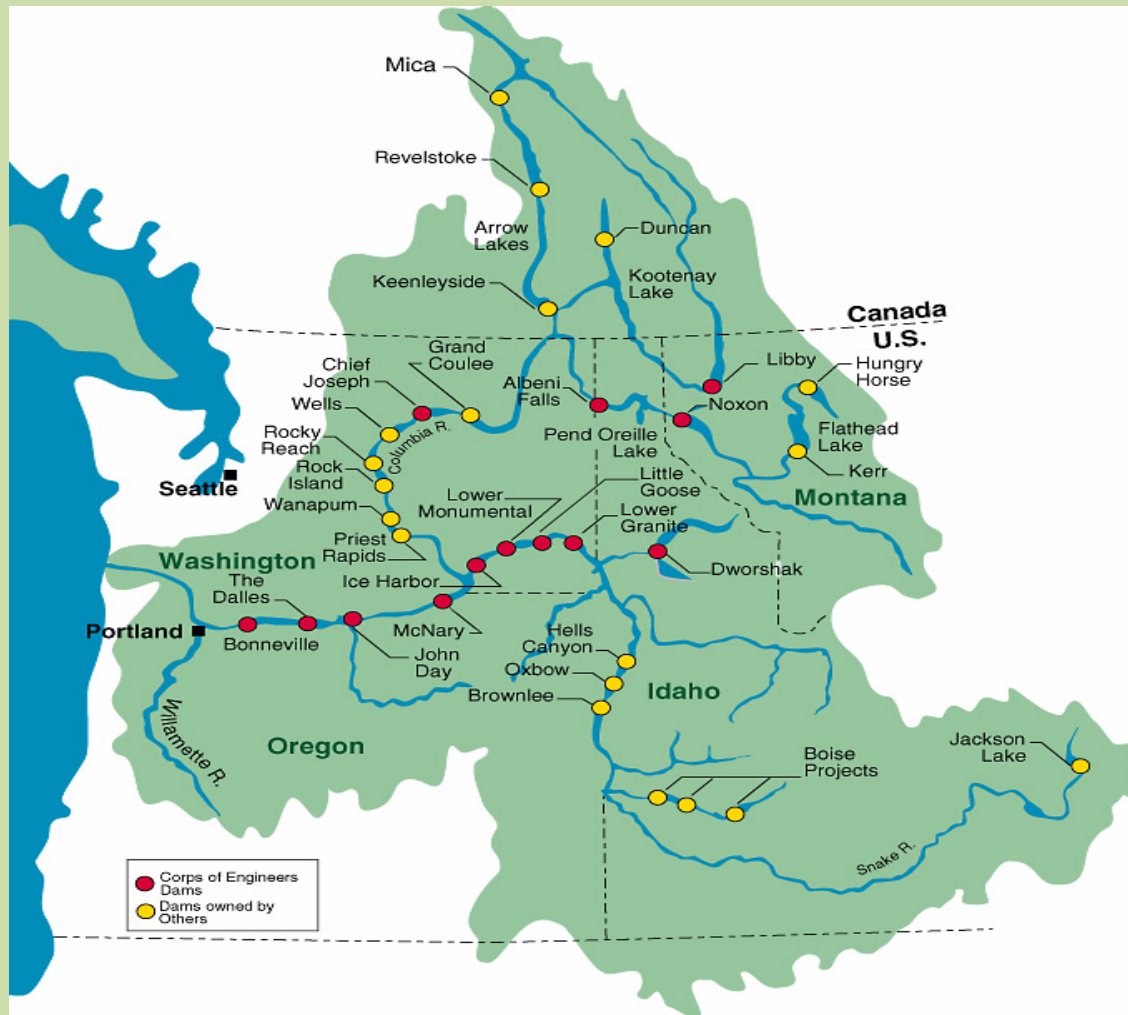 Mica
Revelstoke
Arrow
Lakes
Duncan
Kootenay
Lake
Keenleyside
Canada
U.S.
Grand
Coulee
Chief
Joseph
Wells
Rocky
Reach
Rock
Island
Wanapum
Priest
Rapids
Columbia R.
Albeni
Falls
Libby
Hungry
Horse
Noxon
Pend Oreille
Lake
Flathead
Lake
Kerr
Montana
Seattle
Washington
Lower
Monumental
Little
Goose
Lower
Granite
Ice Harbor
Dworshak
The
Dalles
Portland
Bonneville
McNary
John
Day
Hells
Canyon
Oxbow
Brownlee
Idaho
Willamette R.
Oregon
Boise
Projects
Jackson
Lake
Snake R.
Corps of Engineers
Dams
Dams owned by
Others